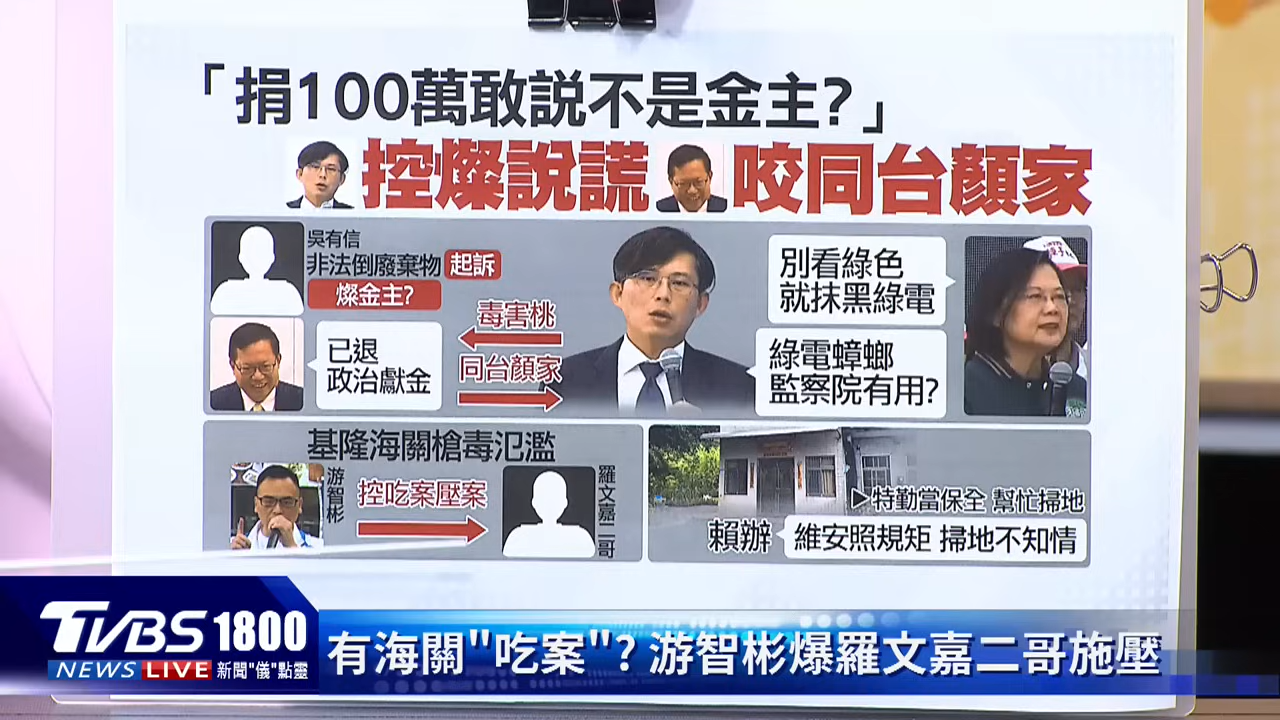 「捐100萬敢説不是金主?」
控燦說謊 咬同台顏家
吳有信
非法倒廢棄物 起訴
燦金主?
已退
政治獻金
毒害桃
同台顏家
別看綠色
就抹黑綠電
綠電蟑螂
監察院有用?
基隆海關槍毒氾濫
游智彬
控吃案壓案
羅文嘉二哥
▷特勤當保全 幫忙掃地
賴辦
維安照規矩 掃地不知情
TVBS 1800
NEWS LIVE 新聞"儀"點靈
有海關"吃案"? 游智彬爆羅文嘉二哥施壓